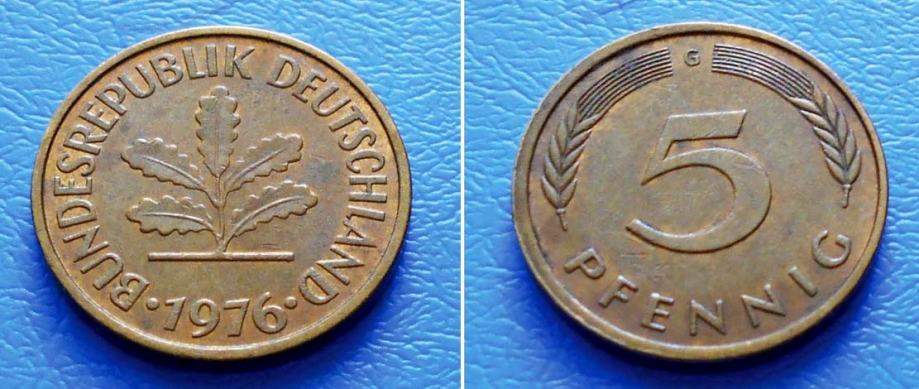 BUNDESREPUBLIK DEUTSCHLAND
·1976·
G
5
PFENNIG